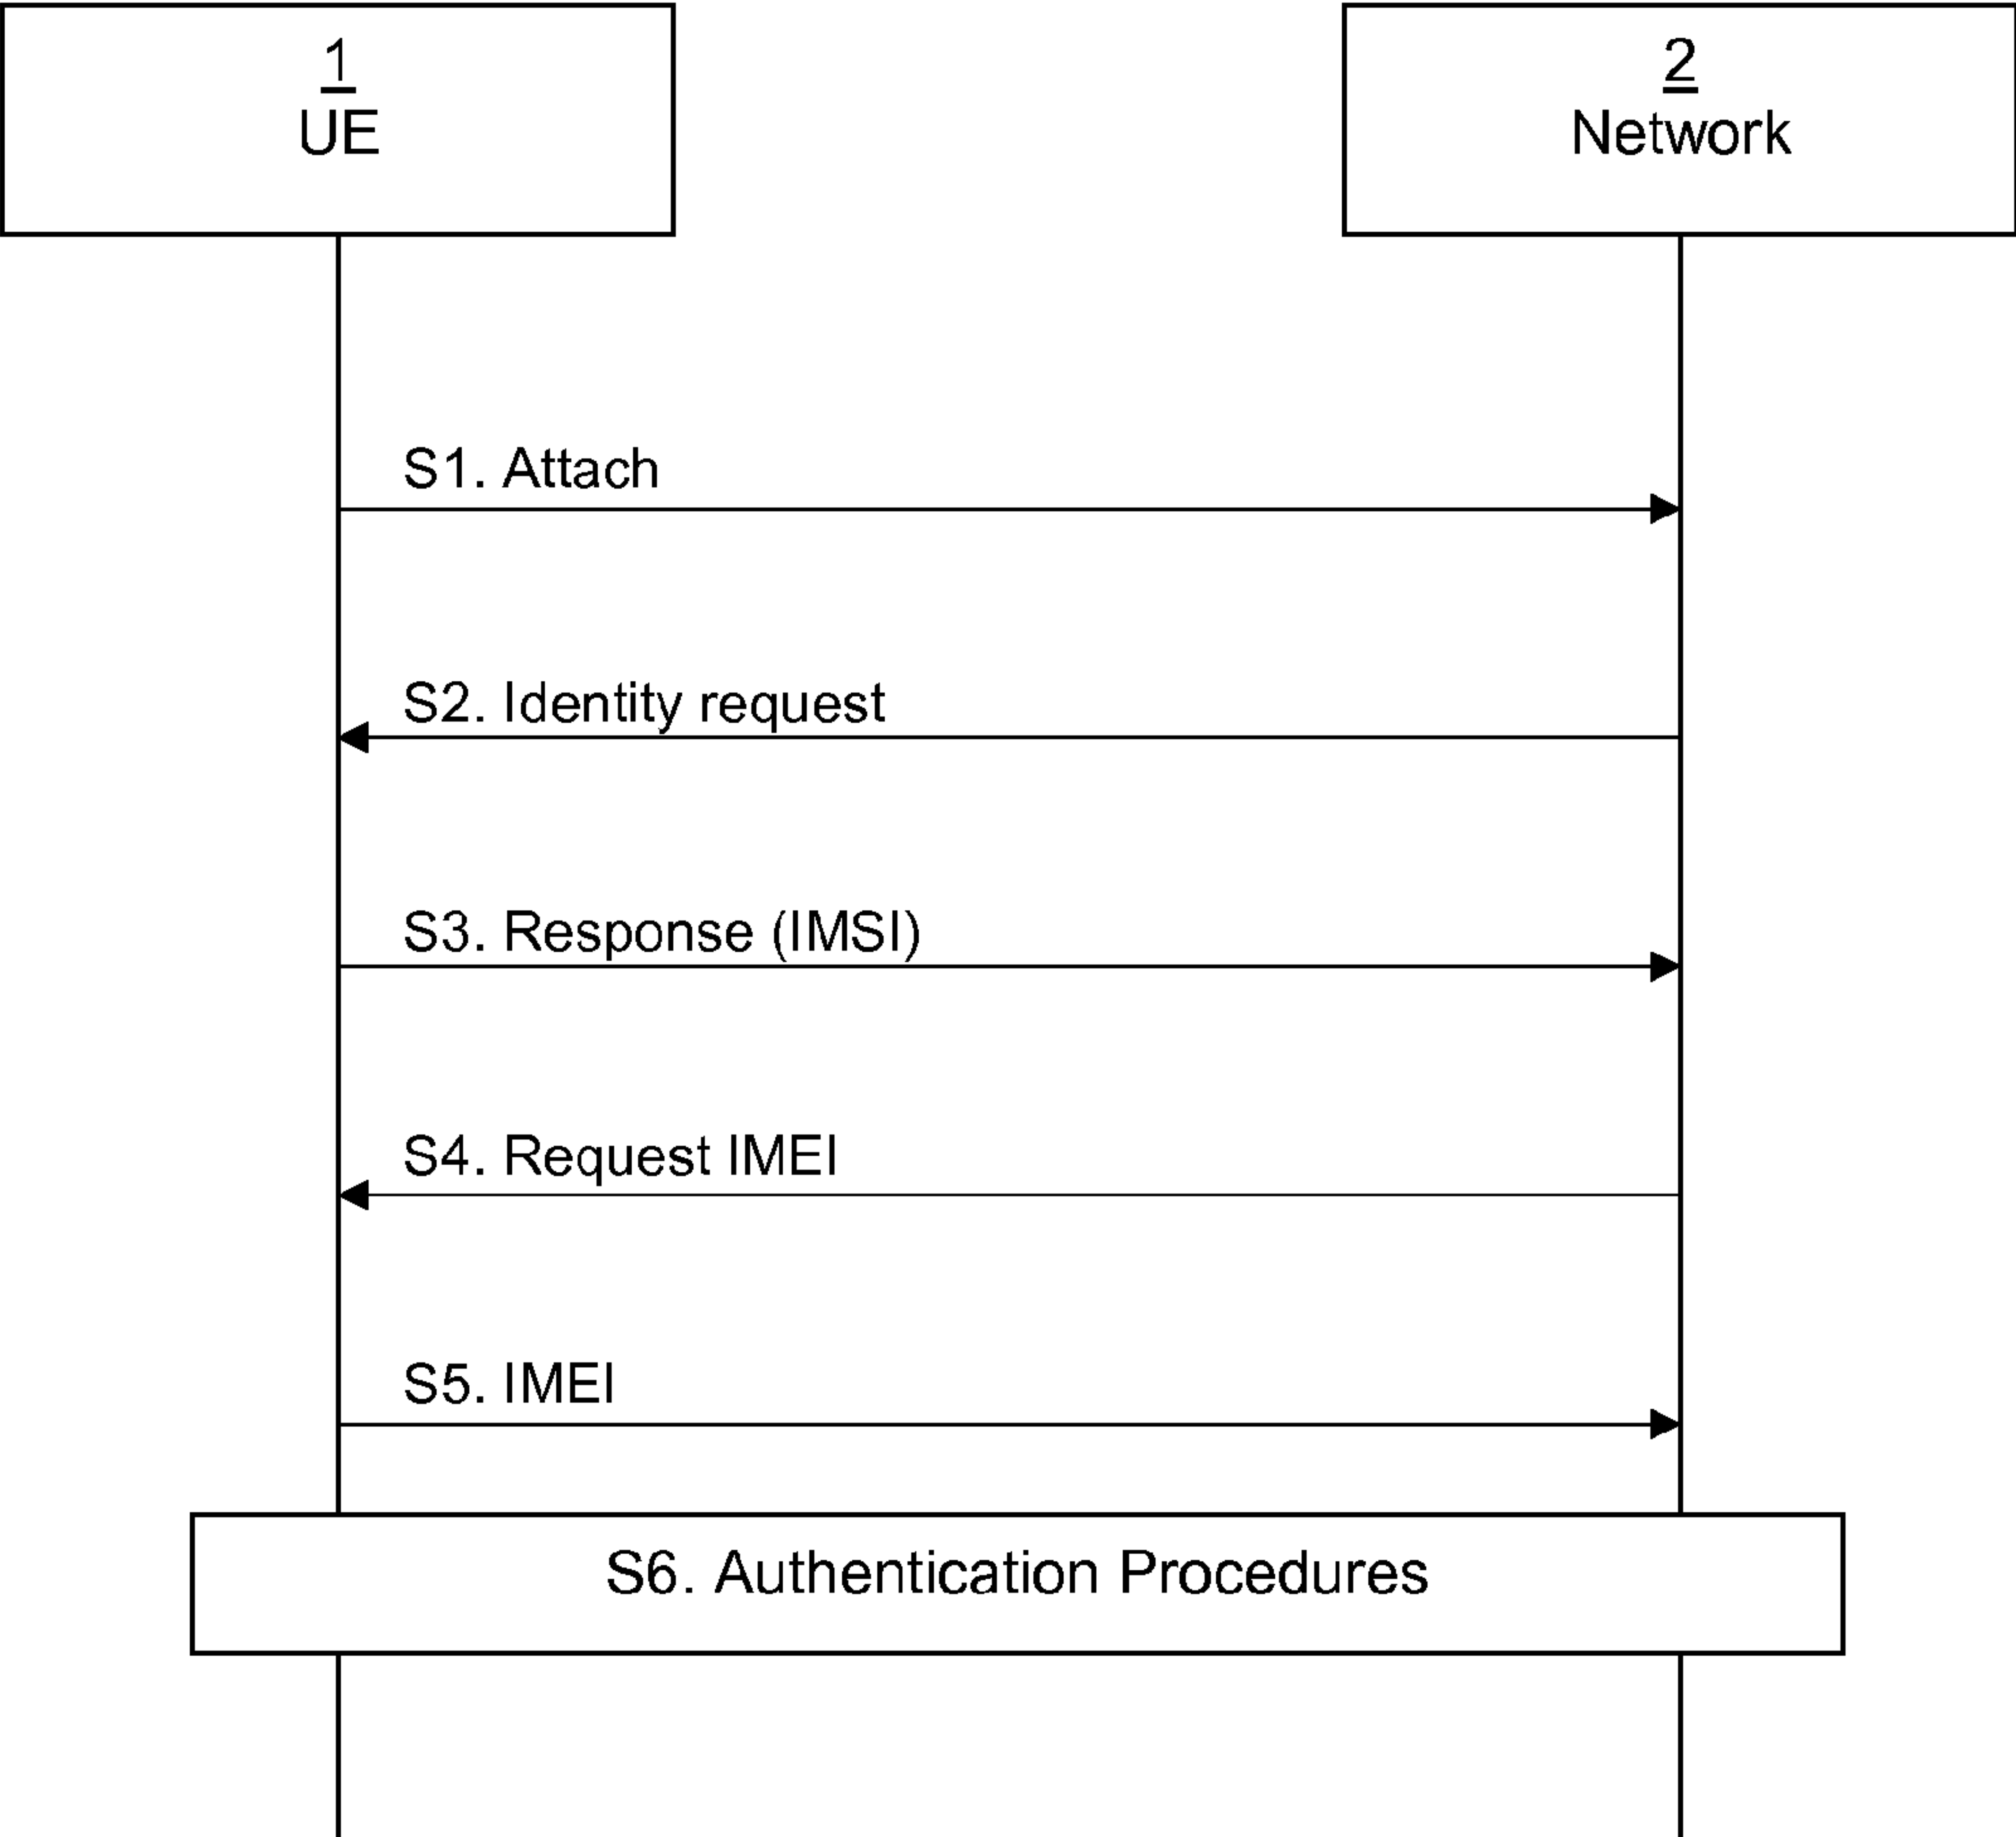 1
UE
2
Network
S1. Attach
S2. Identity request
S3. Response (IMSI)
S4. Request IMEI
S5. IMEI
S6. Authentication Procedures